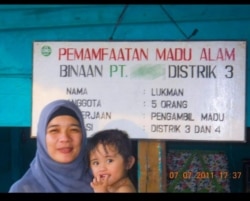 PEMAMFAATAN MADU ALAM
BINAAN PT. DISTRIK 3
NAMA : LUKMAN
ANGGOTA : 5 ORANG
ERJAAN : PENGAMBIL MADU
ASI : DISTRIK 3 DAN 4
07.07.2011 17:37